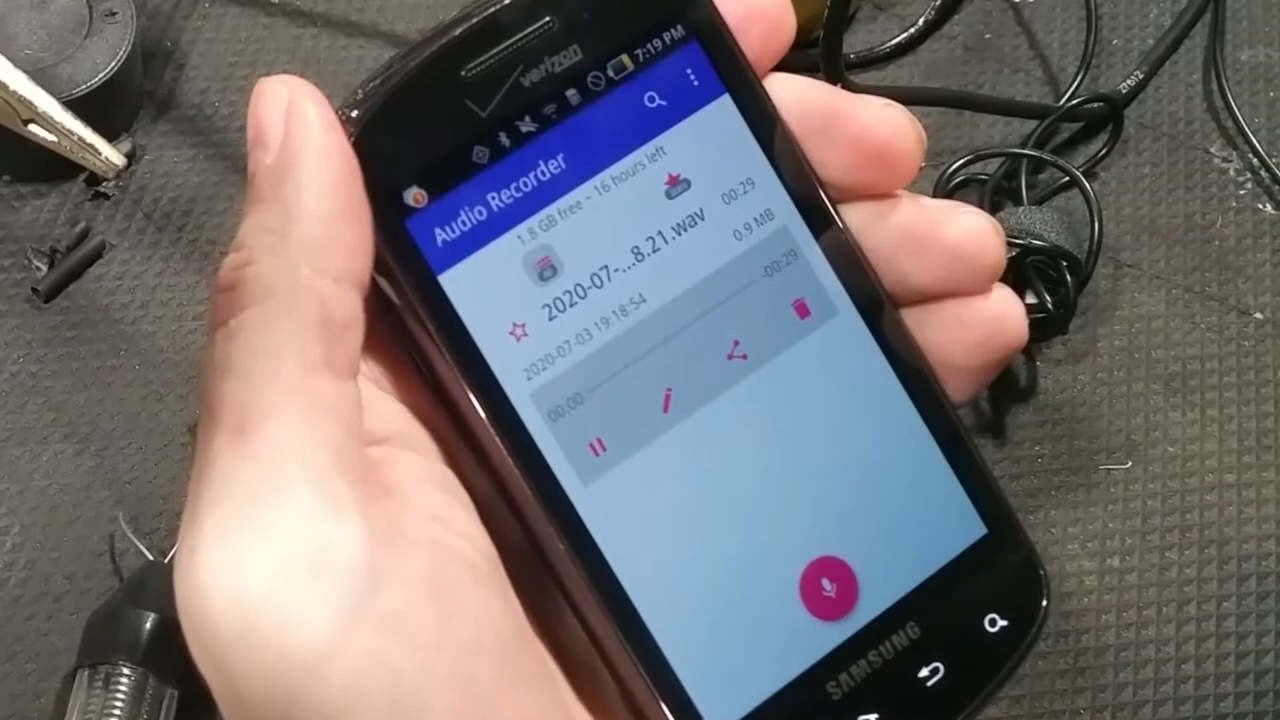 verizon
7:19 PM
Audio Recorder
1.8 GB free ~ 16 hours left
2020-07-...8.21.wav
00:29
2020-07-03 19:18:54
0.9 MB
00:00
-00:29
SAMSUNG